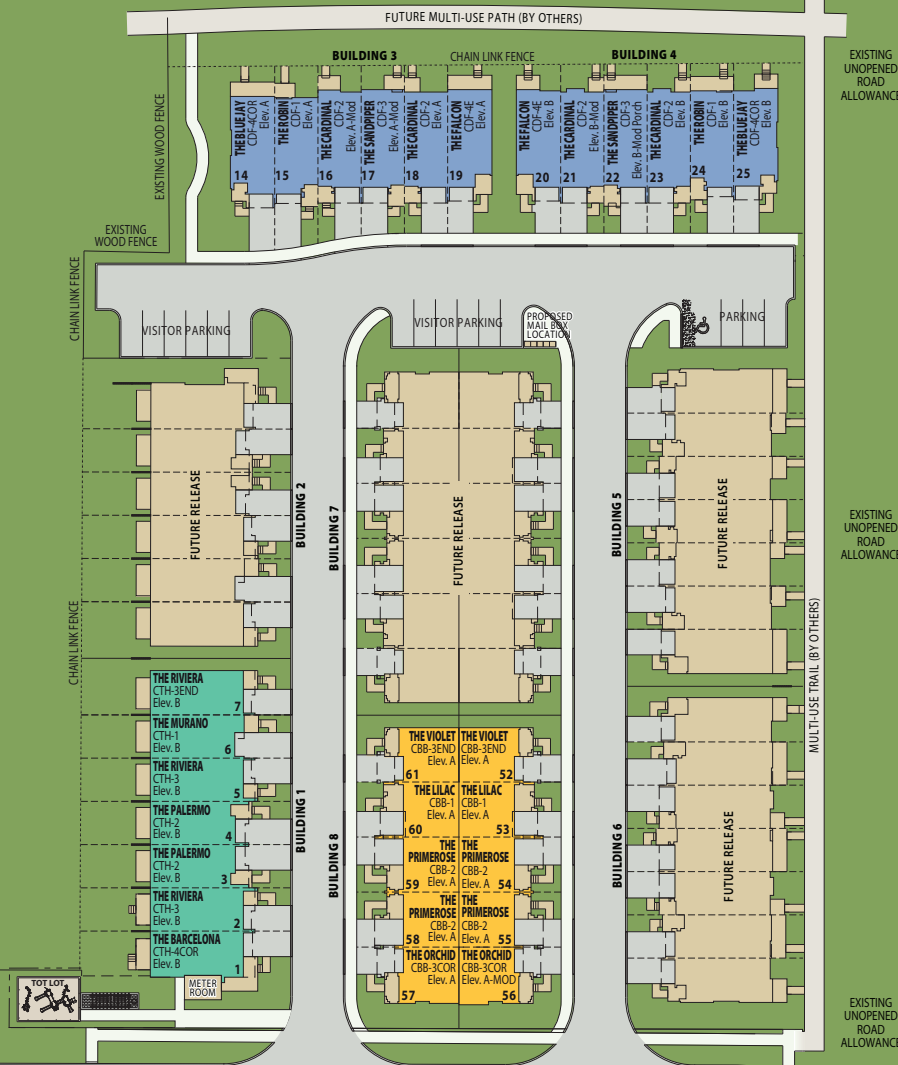 FUTURE MULTI-USE PATH (BY OTHERS)
BUILDING 3
CHAIN LINK FENCE
BUILDING 4
EXISTING
UNOPENED
ROAD
ALLOWANCE
EXISTING WOOD FENCE
THE BLUE JAY
CDF-4COR
Elev. A
14
THE ROBIN
CDF-1
Elev. A
15
THE CARDINAL
CDF-2
Elev. A-Mod
16
THE SANDPIPER
CDF-3
Elev. A-Mod
17
THE CARDINAL
CDF-2
Elev. A
18
THE FALCON
CDF-4E
Elev. A
19
THE FALCON
CDF-4E
Elev. B
20
THE CARDINAL
CDF-2
Elev. B-Mod
21
THE SANDPIPER
CDF-3
Elev. B-Mod Porch
22
THE CARDINAL
CDF-2
Elev. B
23
THE ROBIN
CDF-1
Elev. B
24
THE BLUE JAY
CDF-4COR
Elev. B
25
EXISTING
WOOD FENCE
CHAIN LINK FENCE
VISITOR PARKING
VISITOR PARKING
PROPOSED
MAIL BOX
LOCATION
PARKING
FUTURE RELEASE
BUILDING 2
BUILDING 7
FUTURE RELEASE
BUILDING 5
FUTURE RELEASE
EXISTING
UNOPENED
ROAD
ALLOWANCE
CHAIN LINK FENCE
MULTI-USE TRAIL (BY OTHERS)
THE RIVIERA
CTH-3END
Elev. B
7
THE MURANO
CTH-1
Elev. B
6
THE RIVIERA
CTH-3
Elev. B
5
THE PALERMO
CTH-2
Elev. B
4
THE PALERMO
CTH-2
Elev. B
3
THE RIVIERA
CTH-3
Elev. B
2
THE BARCELONA
CTH-4COR
Elev. B
1
BUILDING 1
BUILDING 8
THE VIOLET
CBB-3END
Elev. A
61
THE VIOLET
CBB-3END
Elev. A
52
THE LILAC
CBB-1
Elev. A
60
THE LILAC
CBB-1
Elev. A
53
THE
PRIMEROSE
CBB-2
Elev. A
59
THE
PRIMEROSE
CBB-2
Elev. A
54
THE
PRIMEROSE
CBB-2
Elev. A
58
THE
PRIMEROSE
CBB-2
Elev. A
55
THE ORCHID
CBB-3COR
Elev. A
57
THE ORCHID
CBB-3COR
Elev. A-MOD
56
BUILDING 6
FUTURE RELEASE
TOT LOT
METER
ROOM
EXISTING
UNOPENED
ROAD
ALLOWANCE